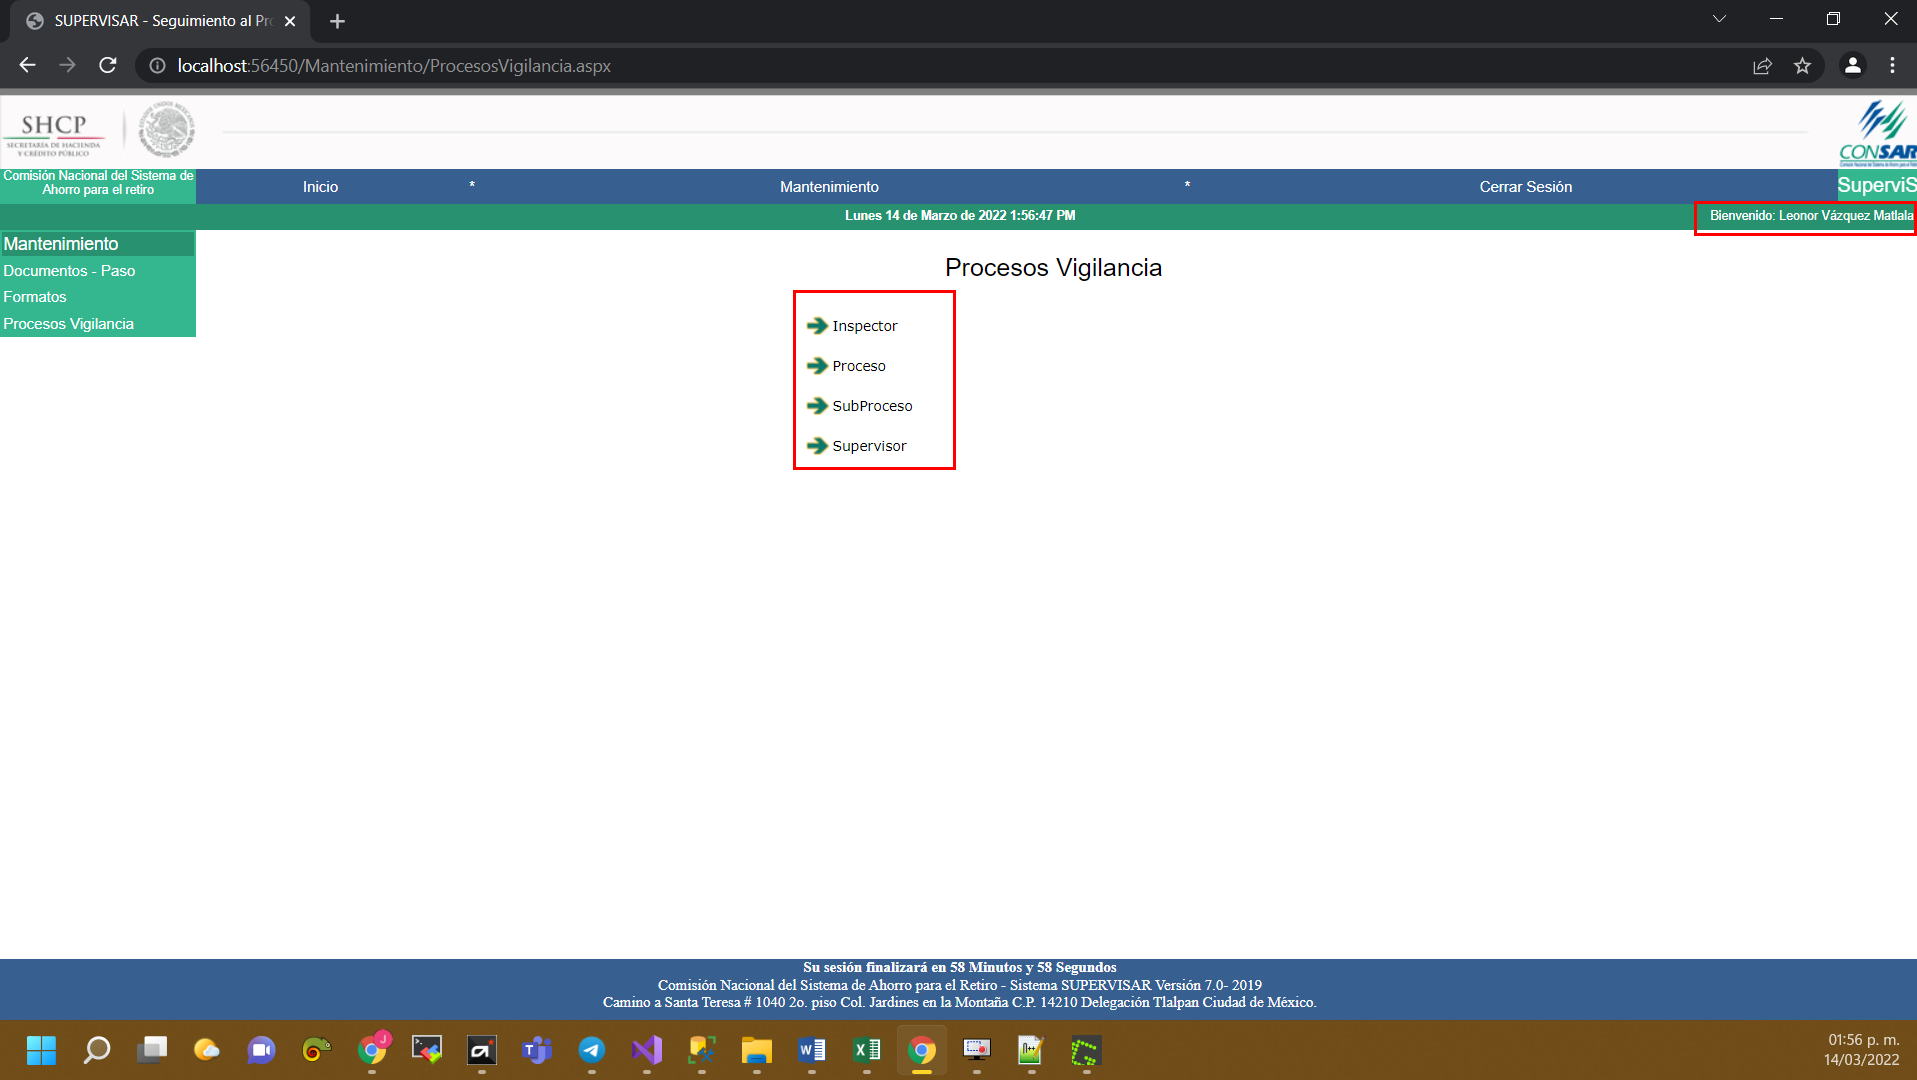 SUPERVISAR - Seguimiento al Pro
localhost:56450/Mantenimiento/ProcesosVigilancia.aspx
SHCP
SECRETARÍA DE HACIENDA
Y CRÉDITO PÚBLICO
ESTADOS UNIDOS MEXICANOS
CONSAR
Comisión Nacional del Sistema de
Ahorro para el retiro
Inicio * Mantenimiento * Cerrar Sesión
SuperviS
Lunes 14 de Marzo de 2022 1:56:47 PM
Bienvenido: Leonor Vázquez Matlala
Mantenimiento
Documentos - Paso
Formatos
Procesos Vigilancia
Procesos Vigilancia
Inspector
Proceso
SubProceso
Supervisor
Su sesión finalizará en 58 Minutos y 58 Segundos
Comisión Nacional del Sistema de Ahorro para el Retiro - Sistema SUPERVISAR Versión 7.0- 2019
Camino a Santa Teresa # 1040 2o. piso Col. Jardines en la Montaña C.P. 14210 Delegación Tlalpan Ciudad de México.
J
01:56 p. m.
14/03/2022